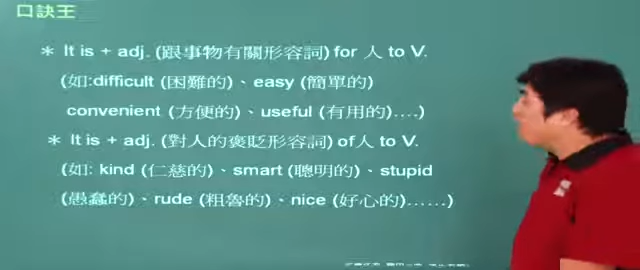 口訣王
＊ It is + adj. (跟事物有關形容詞) for 人 to V.
(如:difficult (困難的)、easy (簡單的)
convenient (方便的)、useful (有用的)....)
＊ It is + adj. (對人的褒貶形容詞) of人 to V.
(如: kind (仁慈的)、smart (聰明的)、stupid
(愚蠢的)、rude (粗魯的)、nice (好心的)......)